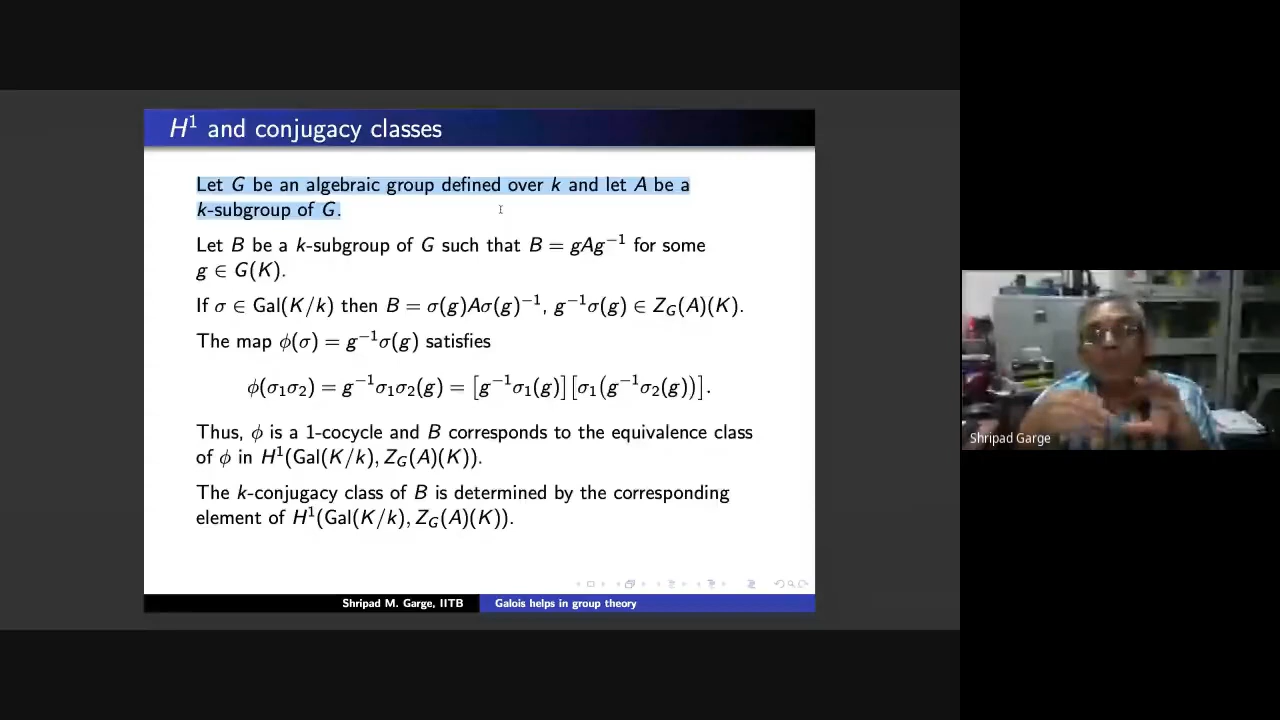 H¹ and conjugacy classes
Let G be an algebraic group defined over k and let A be a
k-subgroup of G.
Let B be a k-subgroup of G such that B = gAg⁻¹ for some
g ∈ G(K).
If σ ∈ Gal(K/k) then B = σ(g)Aσ(g)⁻¹, g⁻¹σ(g) ∈ Z_G(A)(K).
The map ϕ(σ) = g⁻¹σ(g) satisfies
ϕ(σ₁σ₂) = g⁻¹σ₁σ₂(g) = [g⁻¹σ₁(g)][σ₁(g⁻¹σ₂(g))].
Thus, ϕ is a 1-cocycle and B corresponds to the equivalence class
of ϕ in H¹(Gal(K/k), Z_G(A)(K)).
The k-conjugacy class of B is determined by the corresponding
element of H¹(Gal(K/k), Z_G(A)(K)).
Shripad M. Garge, IITB Galois helps in group theory
Shripad Garge